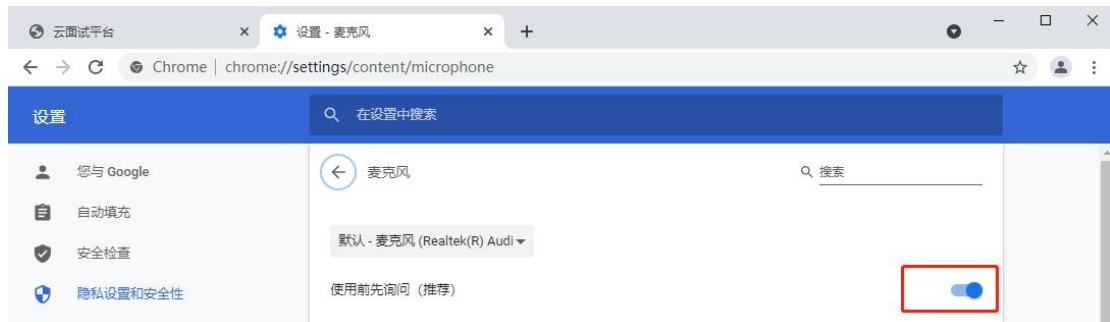 云面试平台
设置 - 麦克风
Chrome | chrome://settings/content/microphone
设置
在设置中搜索
您与 Google
麦克风
搜索
自动填充
默认 - 麦克风 (Realtek(R) Audi
安全检查
隐私设置和安全性
使用前先询问（推荐）